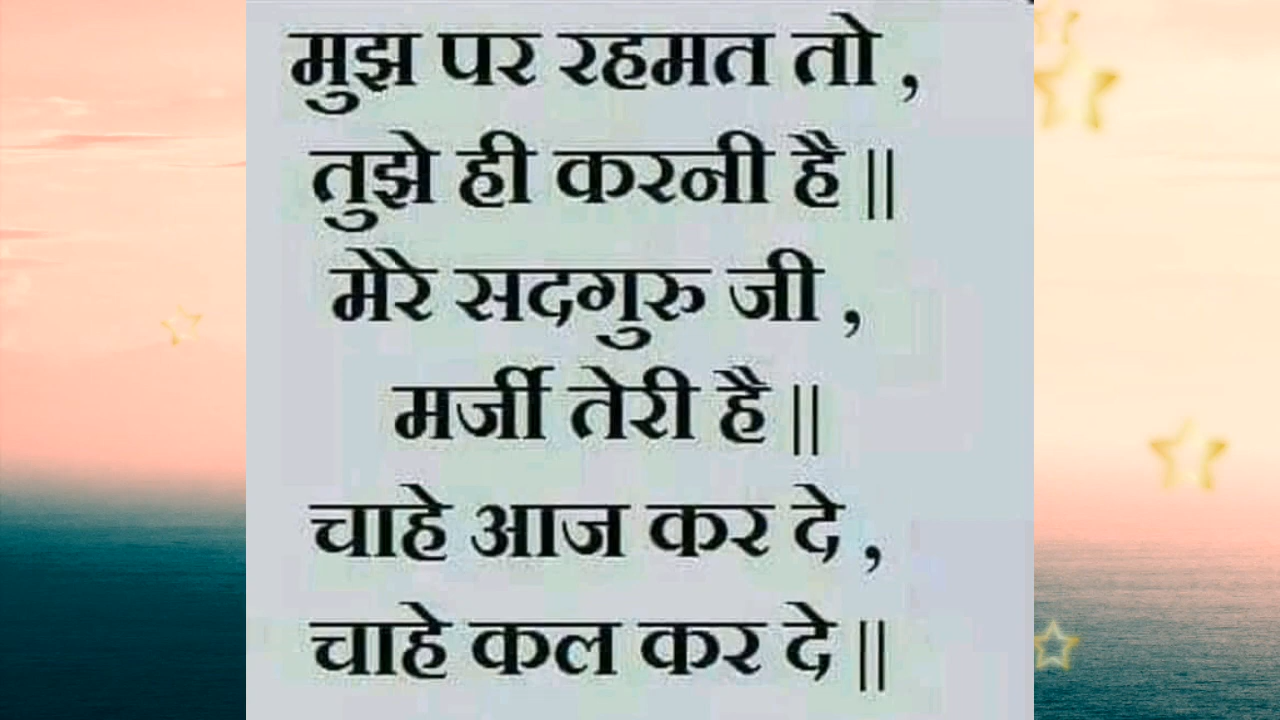 मुझ पर रहमत तो ,
तुझे ही करनी है ||
मेरे सदगुरु जी ,
मर्जी तेरी है ||
चाहे आज कर दे ,
चाहे कल कर दे ||